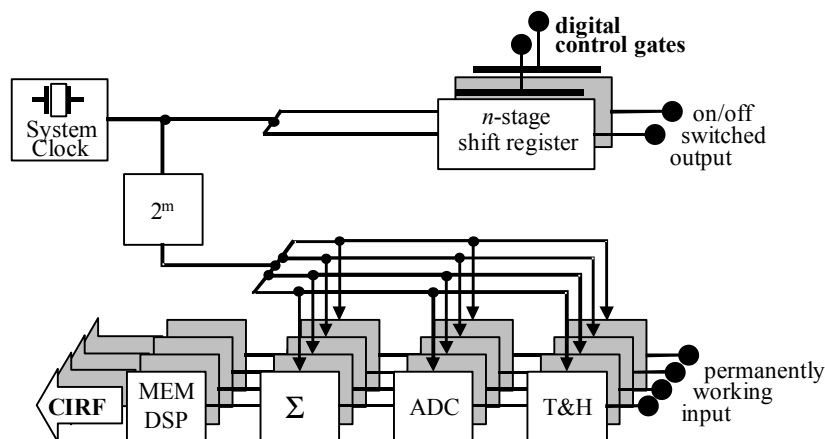 digital
control gates
System
Clock
n-stage
shift register
on/off
switched
output
2m
CIRF
MEM
DSP
Σ
ADC
T&H
permanently
working
input